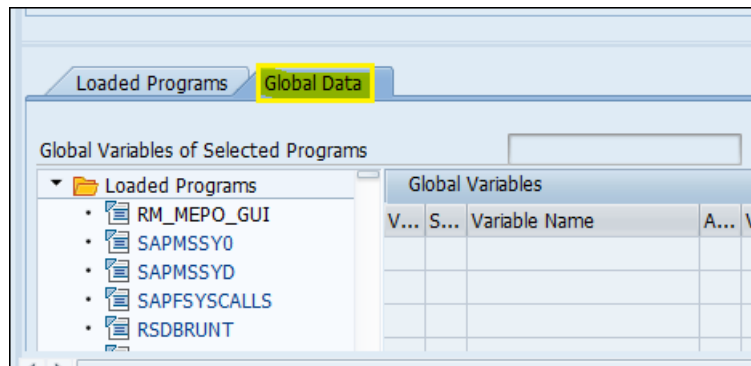 Loaded Programs Global Data
Global Variables of Selected Programs
Loaded Programs
RM_MEPO_GUI
SAPMSSY0
SAPMSSYD
SAPFSYSCALLS
RSDBRUNT
Global Variables
V... S... Variable Name A... V